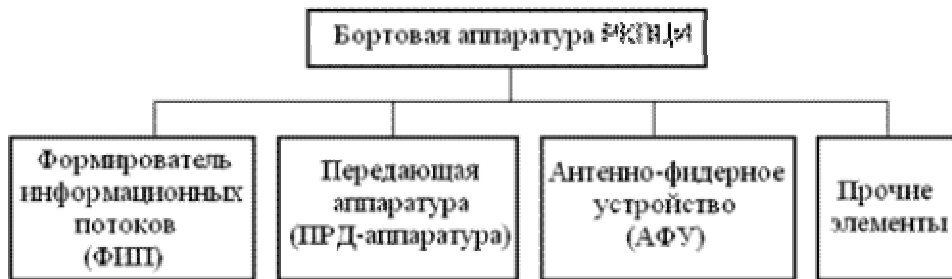 Бортовая аппаратура
Формирователь
информационных
потоков
(ФИП)
Передающая
аппаратура
(ПРД-аппаратура)
Антенно-фидерное
устройство
(АФУ)
Прочие
элементы